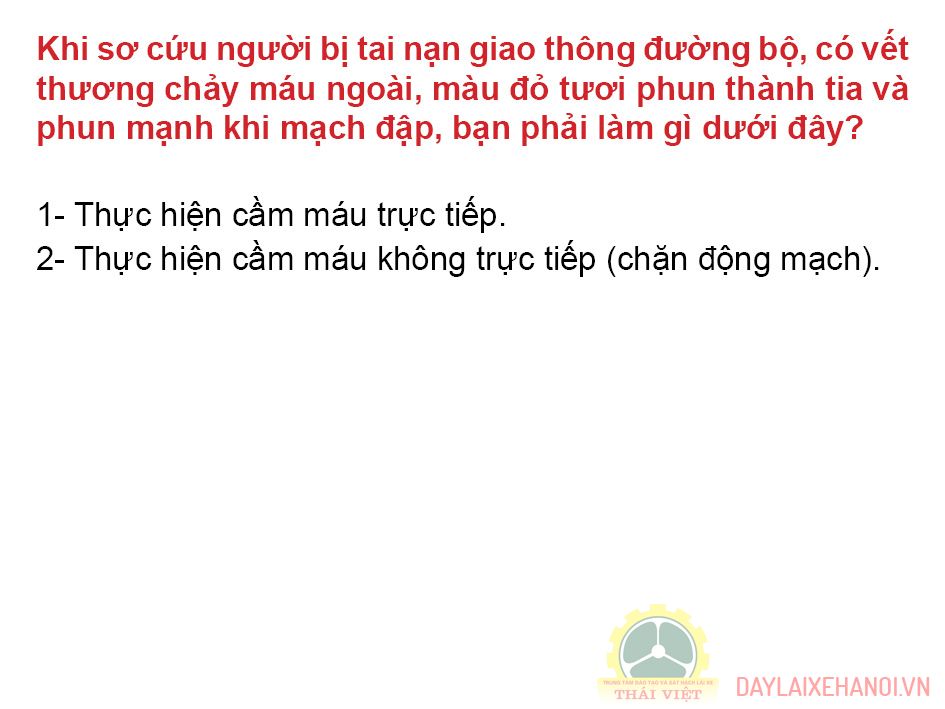 Khi sơ cứu người bị tai nạn giao thông đường bộ, có vết
thương chảy máu ngoài, màu đỏ tươi phun thành tia và
phun mạnh khi mạch đập, bạn phải làm gì dưới đây?
1- Thực hiện cầm máu trực tiếp.
2- Thực hiện cầm máu không trực tiếp (chặn động mạch).
TRUNG TÂM ĐÀO TẠO VÀ SÁT HẠCH LÁI XE
THÁI VIỆT
DAYLAIXEHANOI.VN